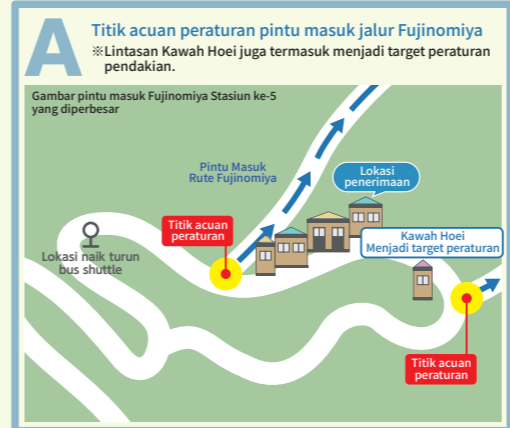 A
Titik acuan peraturan pintu masuk jalur Fujinomiya
※Lintasan Kawah Hoei juga termasuk menjadi target peraturan
pendakian.
Gambar pintu masuk Fujinomiya Stasiun ke-5
yang diperbesar
Pintu Masuk
Rute Fujinomiya
Lokasi
penerimaan
Titik acuan
peraturan
Kawah Hoei
Menjadi target peraturan
Lokasi naik turun
bus shuttle
Titik acuan
peraturan